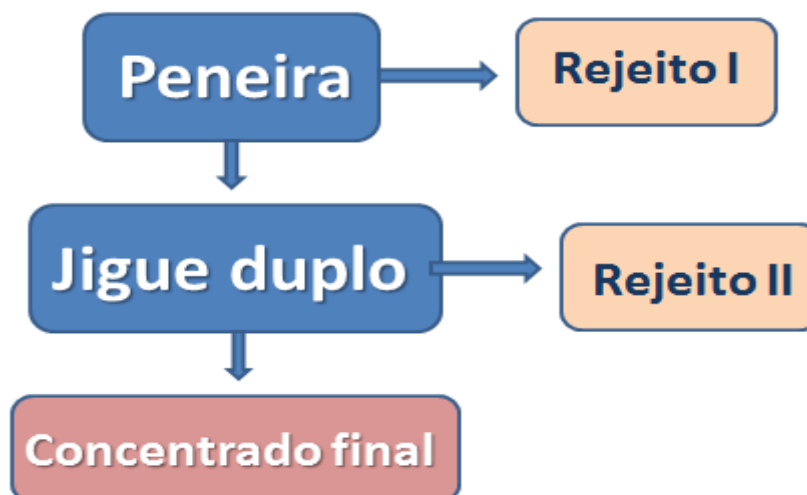 Peneira
Rejeito I
Jigue duplo
Rejeito II
Concentrado final